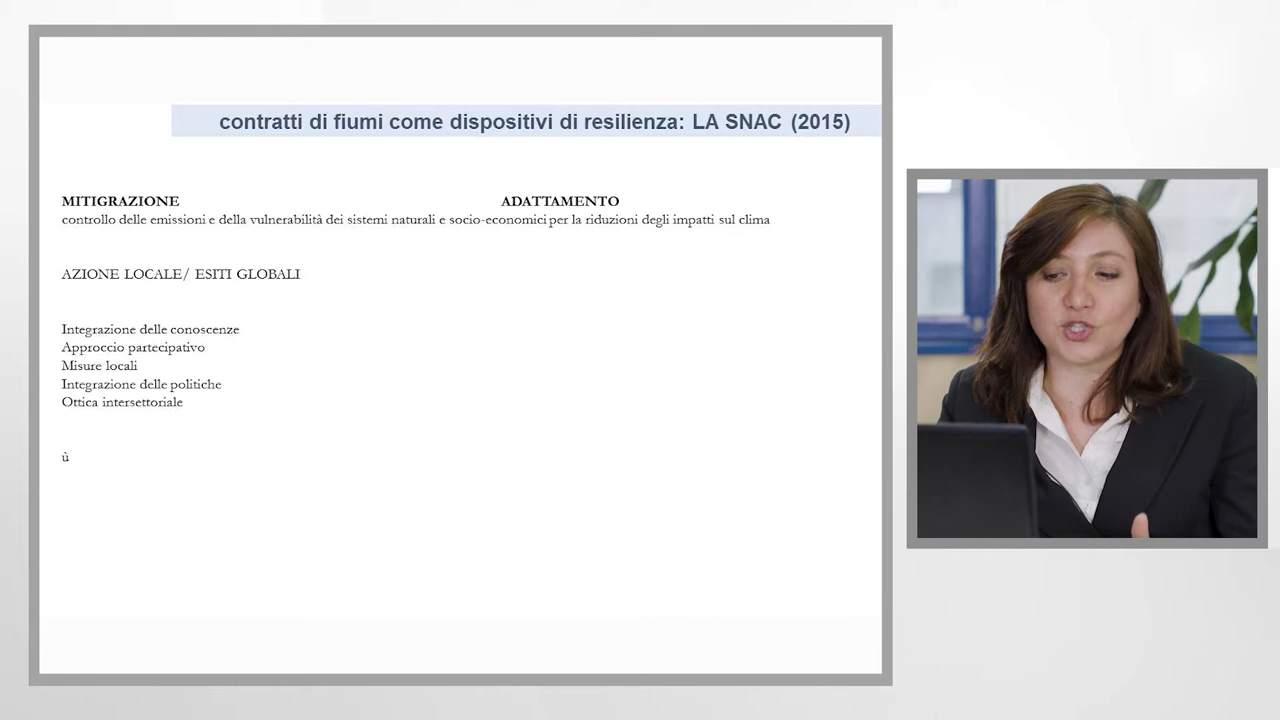 contratti di fiumi come dispositivi di resilienza: LA SNAC (2015)
MITIGRAZIONE ADATTAMENTO
controllo delle emissioni e della vulnerabilità dei sistemi naturali e socio-economici per la riduzioni degli impatti sul clima
AZIONE LOCALE/ ESITI GLOBALI
Integrazione delle conoscenze
Approccio partecipativo
Misure locali
Integrazione delle politiche
Ottica intersettoriale
ù